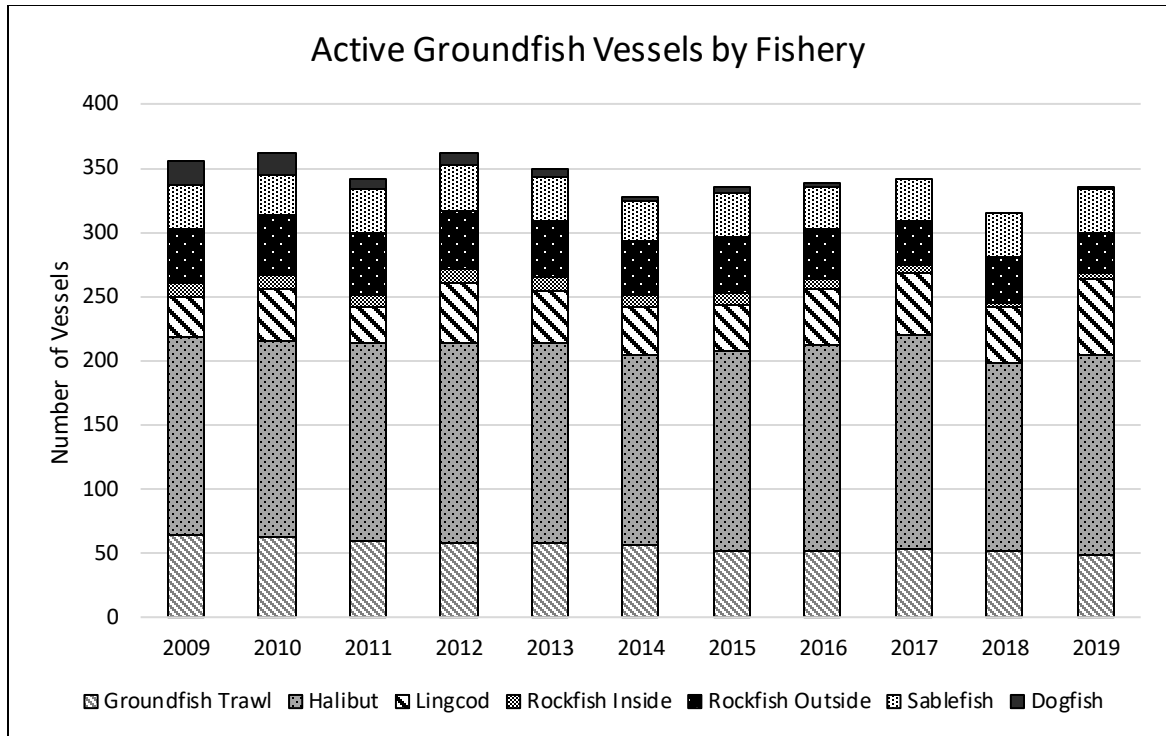 Active Groundfish Vessels by Fishery
Number of Vessels
400
350
300
250
200
150
100
50
0
2009 2010 2011 2012 2013 2014 2015 2016 2017 2018 2019
Groundfish Trawl Halibut Lingcod Rockfish Inside Rockfish Outside Sablefish Dogfish